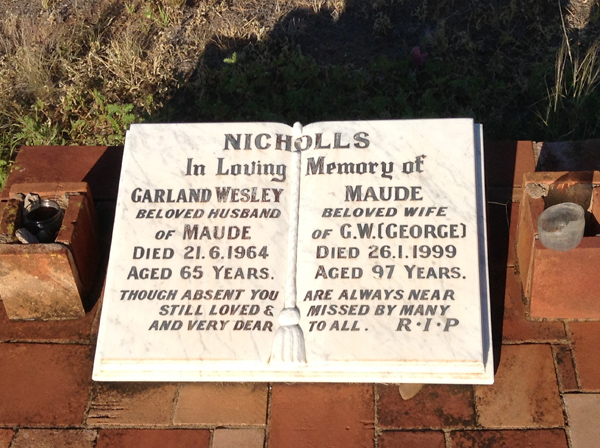 NICHOLLS
In Loving Memory of
GARLAND WESLEY
BELOVED HUSBAND
OF MAUDE
DIED 21.6.1964
AGED 65 YEARS.
MAUDE
BELOVED WIFE
OF G.W.(GEORGE)
DIED 26.1.1999
AGED 97 YEARS.
THOUGH ABSENT YOU ARE ALWAYS NEAR
STILL LOVED & MISSED BY MANY
AND VERY DEAR TO ALL. R·I·P